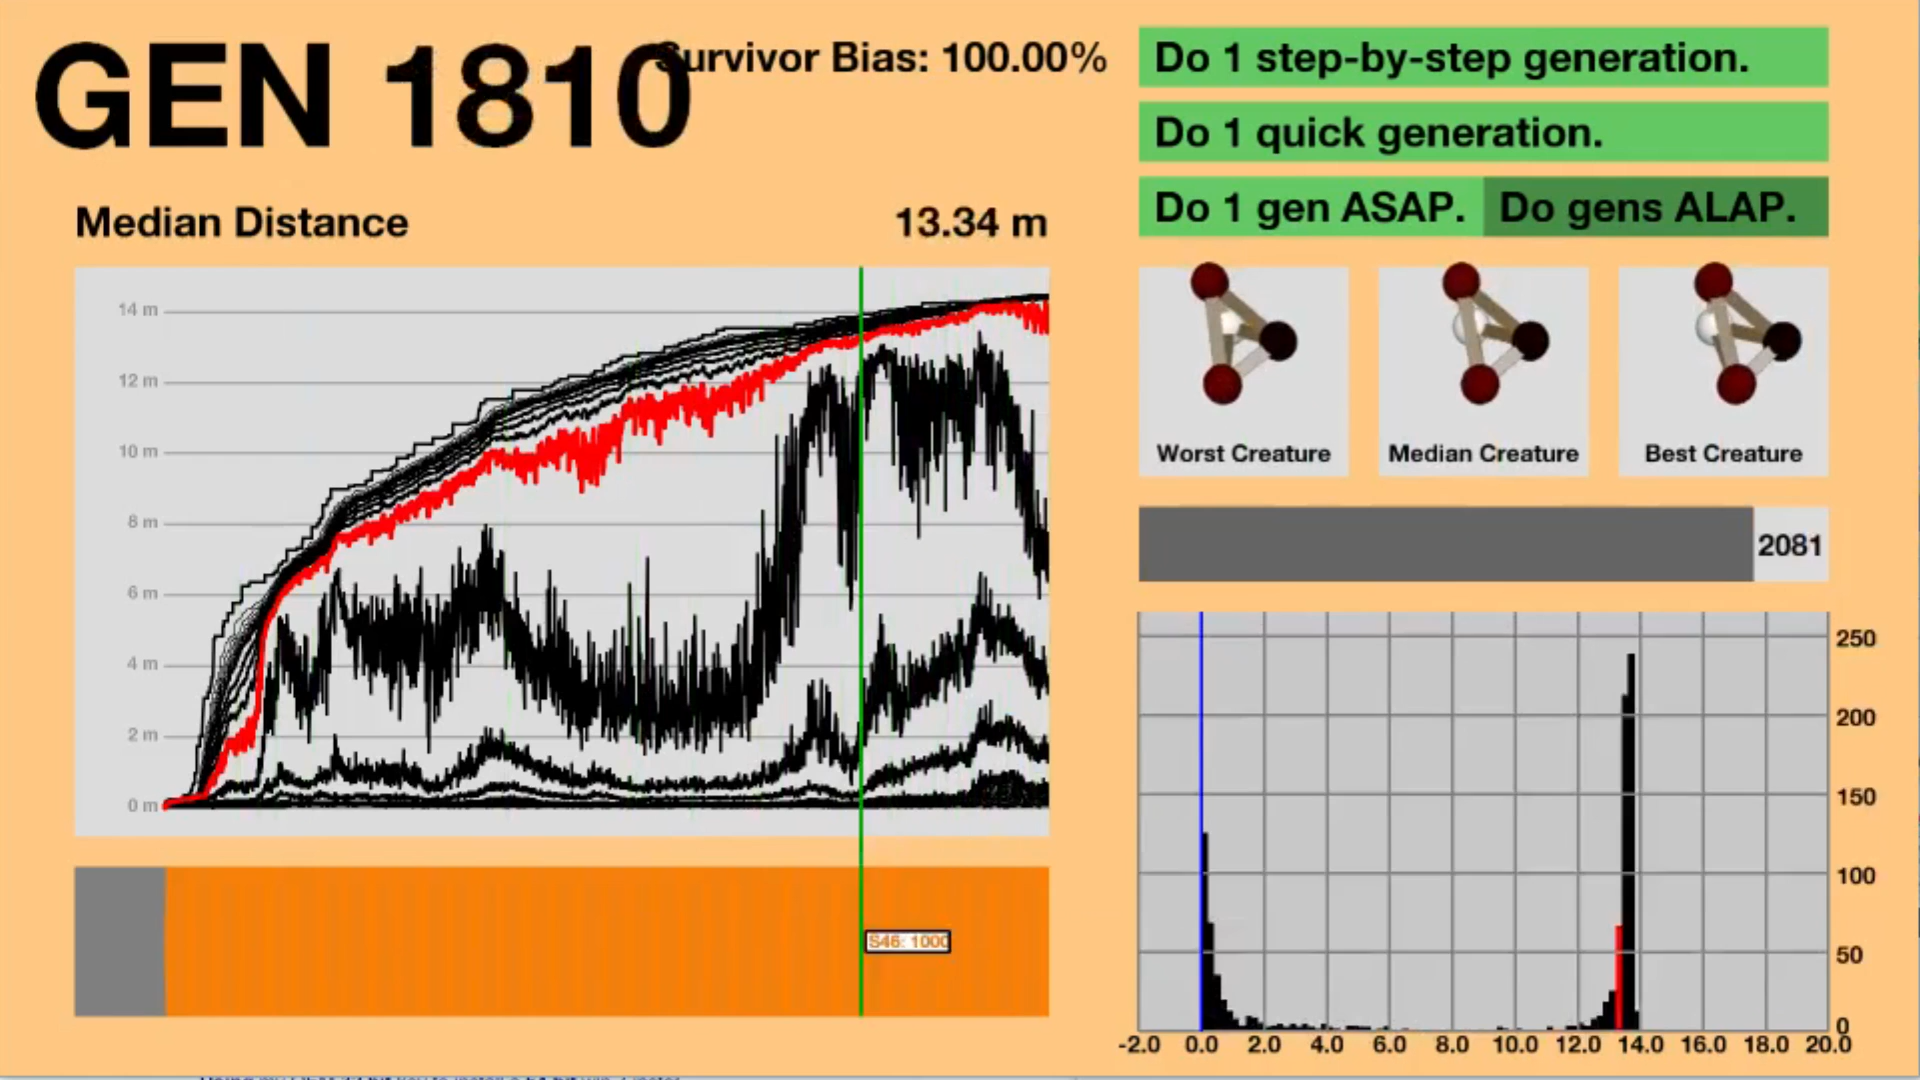 GEN 1810
Survivor Bias: 100.00%
Median Distance
13.34 m
14 m
12 m
10 m
8 m
6 m
4 m
2 m
0 m
S46: 1000
Do 1 step-by-step generation.
Do 1 quick generation.
Do 1 gen ASAP.
Do gens ALAP.
Worst Creature
Median Creature
Best Creature
2081
250
200
150
100
50
0
-2.0 0.0 2.0 4.0 6.0 8.0 10.0 12.0 14.0 16.0 18.0 20.0